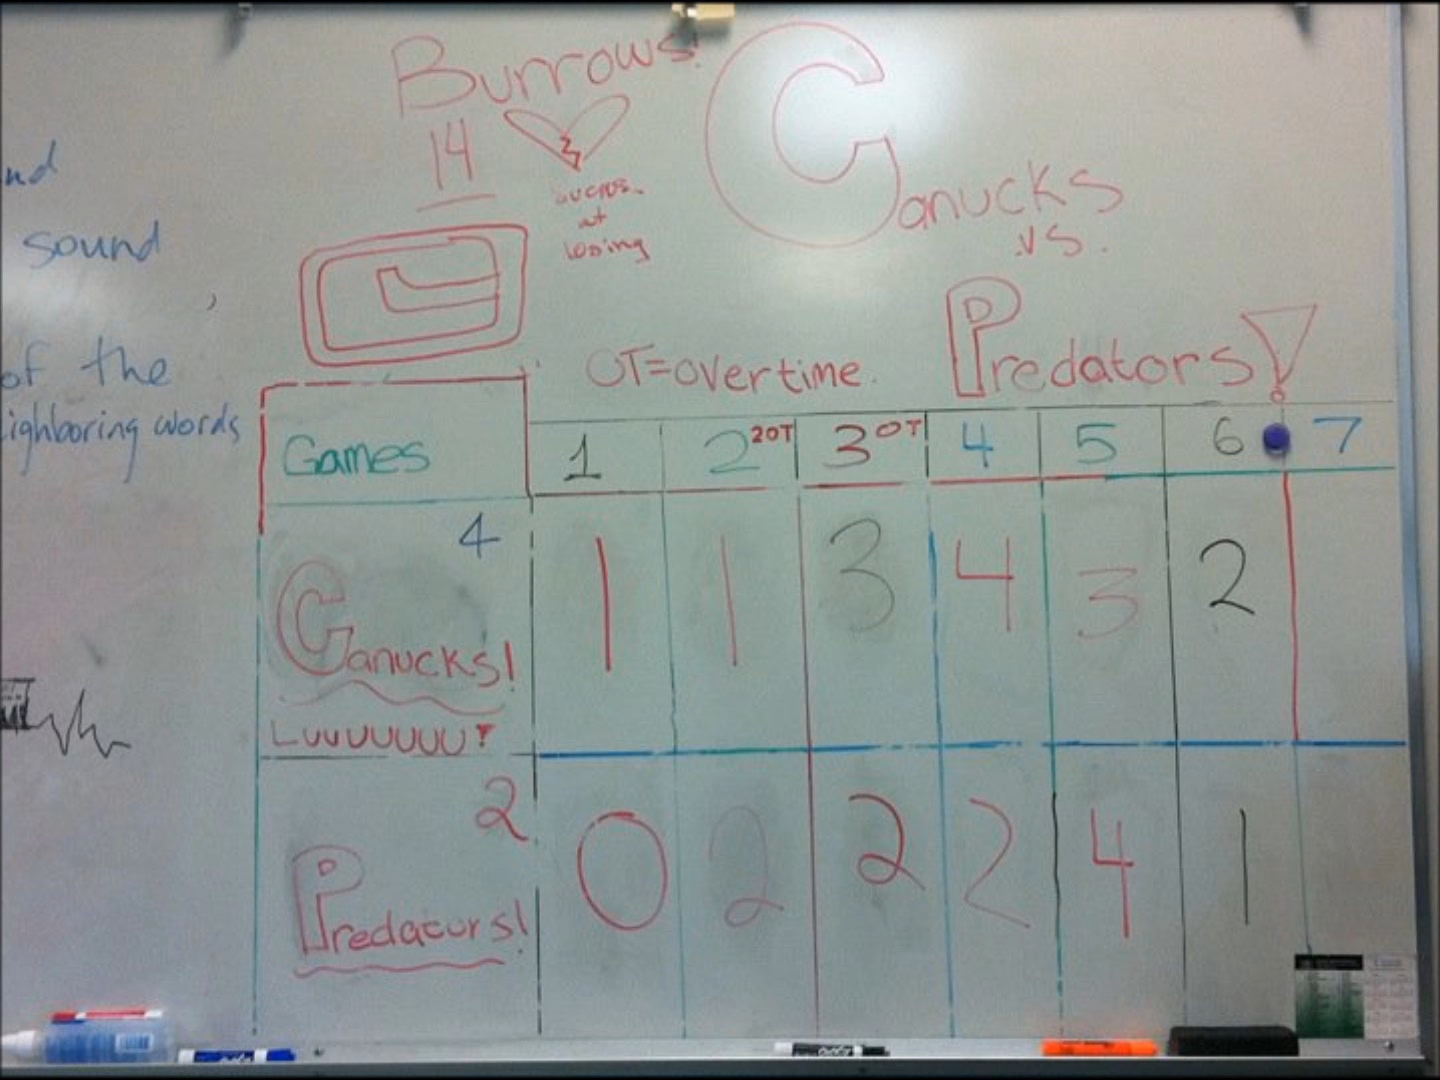 Burrows!
14
at
losing
Canucks
vs.
Predators!
OT=overtime.
nd
sound
of the
ighboring words
Games 1 2 2OT 3 OT 4 5 6 7
4
Canucks! 1 1 3 4 3 2
Luuuuuuu!
2
Predators! 0 2 2 2 4 1